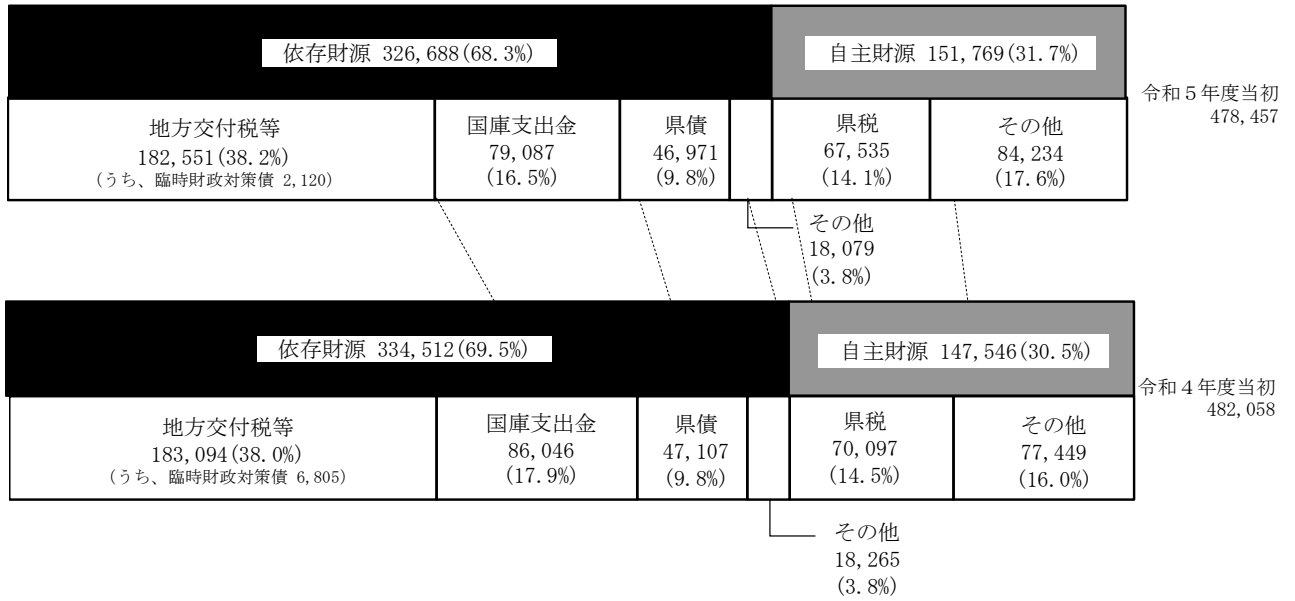 依存財源 326,688(68.3%)
自主財源 151,769(31.7%)
令和５年度当初
478,457
地方交付税等
182,551(38.2%)
(うち、臨時財政対策債 2,120)
国庫支出金
79,087
(16.5%)
県債
46,971
(9.8%)
県税
67,535
(14.1%)
その他
84,234
(17.6%)
その他
18,079
(3.8%)
依存財源 334,512(69.5%)
自主財源 147,546(30.5%)
令和４年度当初
482,058
地方交付税等
183,094(38.0%)
(うち、臨時財政対策債 6,805)
国庫支出金
86,046
(17.9%)
県債
47,107
(9.8%)
県税
70,097
(14.5%)
その他
77,449
(16.0%)
その他
18,265
(3.8%)